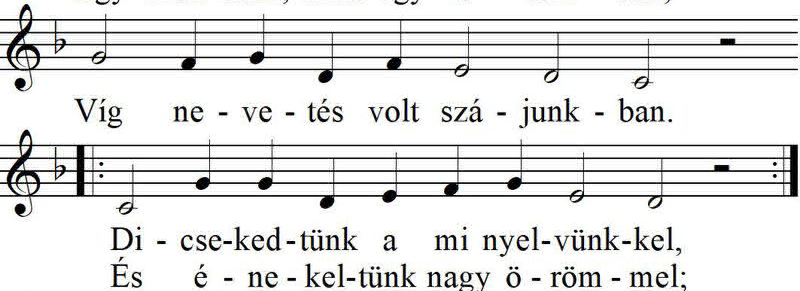 Víg ne - ve - tés volt szá - junk - ban.
Di - cse-ked-tünk a mi nyel-vünk-kel,
És é - ne - kel-tünk nagy ö - röm - mel;